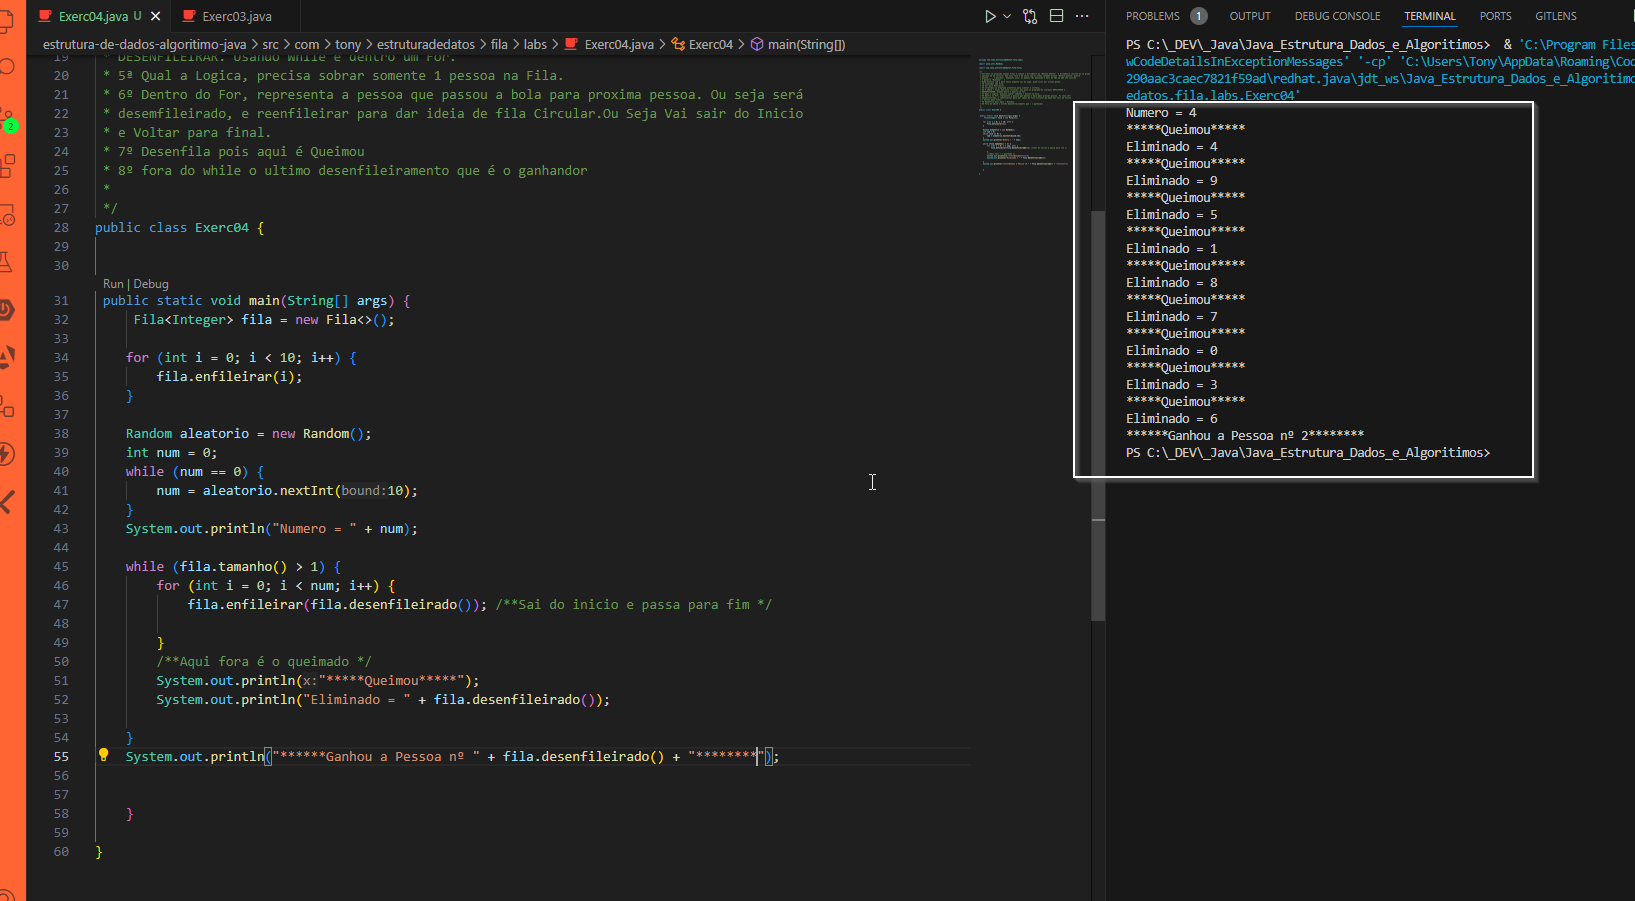 Exerc04.java U
Exerc03.java
estrutura-de-dados-algoritimo-java > src > com > tony > estruturadedatos > fila > labs > Exerc04.java > Exerc04 > main(String[])
19 * DESENFILEIRAR. Usando While e dentro um For.
20 * 5ª Qual a Logica, precisa sobrar somente 1 pessoa na Fila.
21 * 6º Dentro do For, representa a pessoa que passou a bola para proxima pessoa. Ou seja será
22 * desemfileirado, e reenfileirar para dar ideia de fila Circular.Ou Seja Vai sair do Inicio
23 * e Voltar para final.
24 * 7º Desenfila pois aqui é Queimou
25 * 8º fora do while o ultimo desenfileiramento que é o ganhandor
26 *
27 */
28 public class Exerc04 {
29
30
Run | Debug
31 public static void main(String[] args) {
32 Fila<Integer> fila = new Fila<>();
33
34 for (int i = 0; i < 10; i++) {
35 fila.enfileirar(i);
36 }
37
38 Random aleatorio = new Random();
39 int num = 0;
40 while (num == 0) {
41 num = aleatorio.nextInt(bound:10);
42 }
43 System.out.println("Numero = " + num);
44
45 while (fila.tamanho() > 1) {
46 for (int i = 0; i < num; i++) {
47 fila.enfileirar(fila.desenfileirado()); /**Sai do inicio e passa para fim */
48
49 }
50 /**Aqui fora é o queimado */
51 System.out.println(x:"*****Queimou*****");
52 System.out.println("Eliminado = " + fila.desenfileirado());
53
54 }
55 System.out.println("******Ganhou a Pessoa nº " + fila.desenfileirado() + "********");
56
57
58 }
59
60 }
2
PROBLEMS 1 OUTPUT DEBUG CONSOLE TERMINAL PORTS GITLENS
PS C:\_DEV\_Java\Java_Estrutura_Dados_e_Algoritimos> & 'C:\Program Files
wCodeDetailsInExceptionMessages' '-cp' 'C:\Users\Tony\AppData\Roaming\Cod
290aac3caec7821f59ad\redhat.java\jdt_ws\Java_Estrutura_Dados_e_Algoritimo
edatos.fila.labs.Exerc04'
Numero = 4
*****Queimou*****
Eliminado = 4
*****Queimou*****
Eliminado = 9
*****Queimou*****
Eliminado = 5
*****Queimou*****
Eliminado = 1
*****Queimou*****
Eliminado = 8
*****Queimou*****
Eliminado = 7
*****Queimou*****
Eliminado = 0
*****Queimou*****
Eliminado = 3
*****Queimou*****
Eliminado = 6
******Ganhou a Pessoa nº 2********
PS C:\_DEV\_Java\Java_Estrutura_Dados_e_Algoritimos>